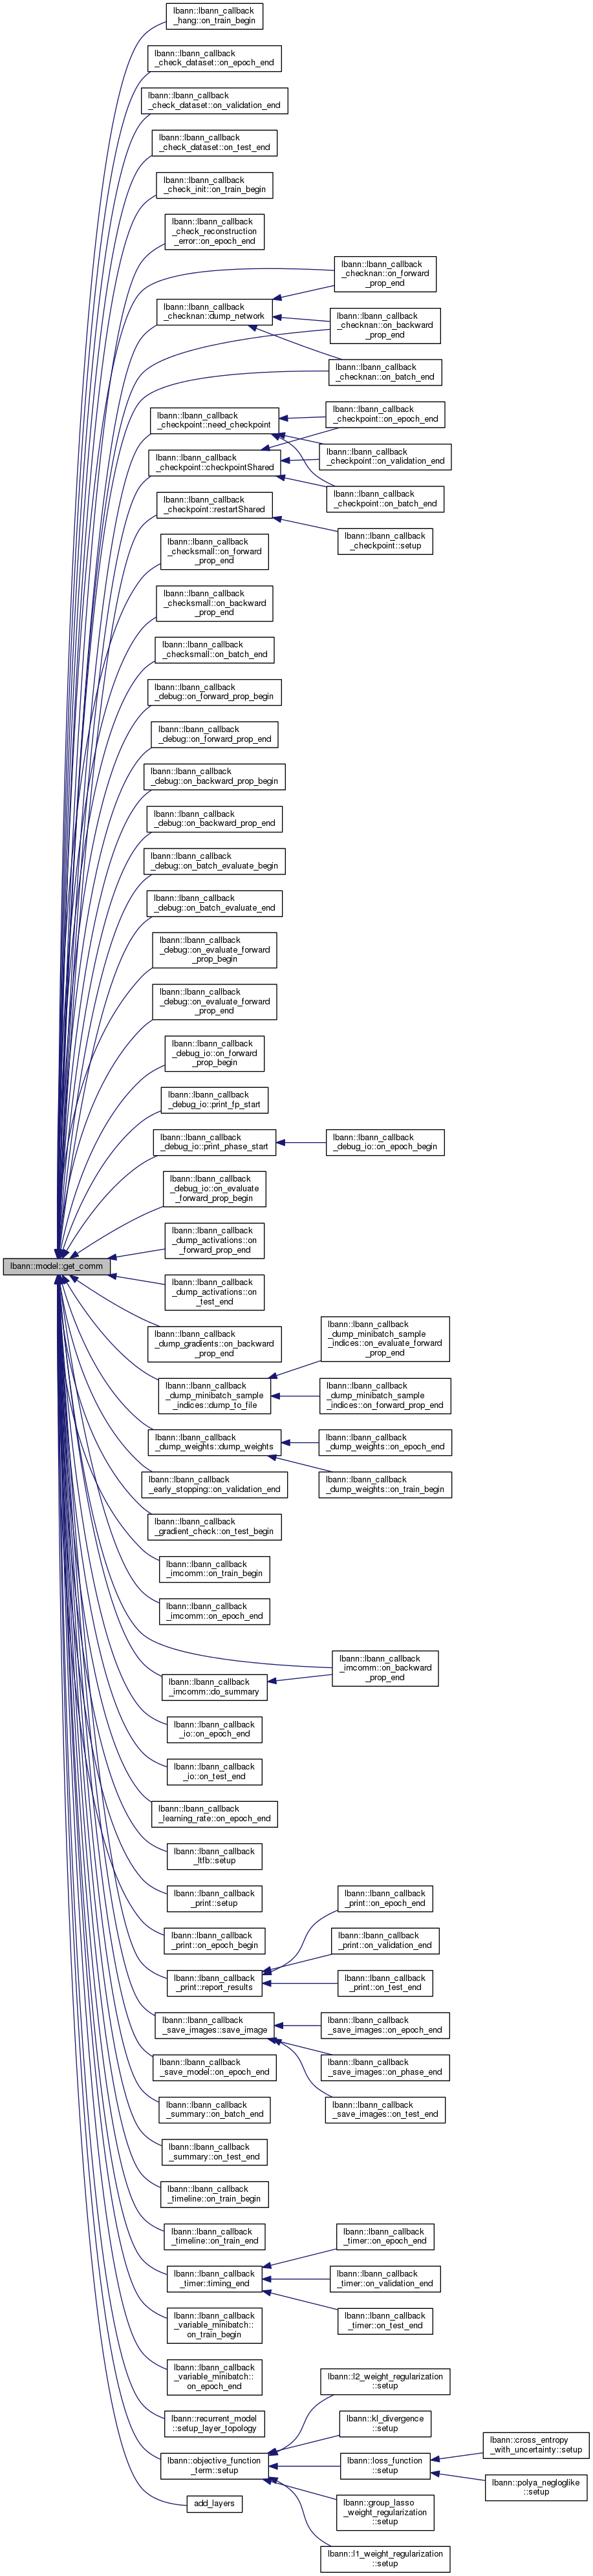 lbann::lbann_callback
_hang::on_train_begin
lbann::lbann_callback
_check_dataset::on_epoch_end
lbann::lbann_callback
_check_dataset::on_validation_end
lbann::lbann_callback
_check_dataset::on_test_end
lbann::lbann_callback
_check_init::on_train_begin
lbann::lbann_callback
_check_reconstruction
_error::on_epoch_end
lbann::lbann_callback
_checknan::on_forward
_prop_end
lbann::lbann_callback
_checknan::dump_network
lbann::lbann_callback
_checknan::on_backward
_prop_end
lbann::lbann_callback
_checknan::on_batch_end
lbann::lbann_callback
_checkpoint::need_checkpoint
lbann::lbann_callback
_checkpoint::on_epoch_end
lbann::lbann_callback
_checkpoint::checkpointShared
lbann::lbann_callback
_checkpoint::on_validation_end
lbann::lbann_callback
_checkpoint::on_batch_end
lbann::lbann_callback
_checkpoint::restartShared
lbann::lbann_callback
_checkpoint::setup
lbann::lbann_callback
_checksmall::on_forward
_prop_end
lbann::lbann_callback
_checksmall::on_backward
_prop_end
lbann::lbann_callback
_checksmall::on_batch_end
lbann::lbann_callback
_debug::on_forward_prop_begin
lbann::lbann_callback
_debug::on_forward_prop_end
lbann::lbann_callback
_debug::on_backward_prop_begin
lbann::lbann_callback
_debug::on_backward_prop_end
lbann::lbann_callback
_debug::on_batch_evaluate_begin
lbann::lbann_callback
_debug::on_batch_evaluate_end
lbann::lbann_callback
_debug::on_evaluate_forward
_prop_begin
lbann::lbann_callback
_debug::on_evaluate_forward
_prop_end
lbann::lbann_callback
_debug_io::on_forward
_prop_begin
lbann::lbann_callback
_debug_io::print_fp_start
lbann::lbann_callback
_debug_io::print_phase_start
lbann::lbann_callback
_debug_io::on_epoch_begin
lbann::lbann_callback
_debug_io::on_evaluate
_forward_prop_begin
lbann::lbann_callback
_dump_activations::on
_forward_prop_end
lbann::model::get_comm
lbann::lbann_callback
_dump_activations::on
_test_end
lbann::lbann_callback
_dump_gradients::on_backward
_prop_end
lbann::lbann_callback
_dump_minibatch_sample
_indices::on_evaluate_forward
_prop_end
lbann::lbann_callback
_dump_minibatch_sample
_indices::dump_to_file
lbann::lbann_callback
_dump_minibatch_sample
_indices::on_forward_prop_end
lbann::lbann_callback
_dump_weights::dump_weights
lbann::lbann_callback
_dump_weights::on_epoch_end
lbann::lbann_callback
_early_stopping::on_validation_end
lbann::lbann_callback
_dump_weights::on_train_begin
lbann::lbann_callback
_gradient_check::on_test_begin
lbann::lbann_callback
_imcomm::on_train_begin
lbann::lbann_callback
_imcomm::on_epoch_end
lbann::lbann_callback
_imcomm::on_backward
_prop_end
lbann::lbann_callback
_imcomm::do_summary
lbann::lbann_callback
_io::on_epoch_end
lbann::lbann_callback
_io::on_test_end
lbann::lbann_callback
_learning_rate::on_epoch_end
lbann::lbann_callback
_ltfb::setup
lbann::lbann_callback
_print::setup
lbann::lbann_callback
_print::on_epoch_end
lbann::lbann_callback
_print::on_epoch_begin
lbann::lbann_callback
_print::on_validation_end
lbann::lbann_callback
_print::report_results
lbann::lbann_callback
_print::on_test_end
lbann::lbann_callback
_save_images::save_image
lbann::lbann_callback
_save_images::on_epoch_end
lbann::lbann_callback
_save_model::on_epoch_end
lbann::lbann_callback
_save_images::on_phase_end
lbann::lbann_callback
_summary::on_batch_end
lbann::lbann_callback
_save_images::on_test_end
lbann::lbann_callback
_summary::on_test_end
lbann::lbann_callback
_timeline::on_train_begin
lbann::lbann_callback
_timeline::on_train_end
lbann::lbann_callback
_timer::on_epoch_end
lbann::lbann_callback
_timer::timing_end
lbann::lbann_callback
_timer::on_validation_end
lbann::lbann_callback
_variable_minibatch::
on_train_begin
lbann::lbann_callback
_timer::on_test_end
lbann::lbann_callback
_variable_minibatch::
on_epoch_end
lbann::l2_weight_regularization
::setup
lbann::recurrent_model
::setup_layer_topology
lbann::kl_divergence
::setup
lbann::objective_function
_term::setup
lbann::loss_function
::setup
lbann::cross_entropy
_with_uncertainty::setup
lbann::polya_negloglike
::setup
add_layers
lbann::group_lasso
_weight_regularization
::setup
lbann::l1_weight_regularization
::setup